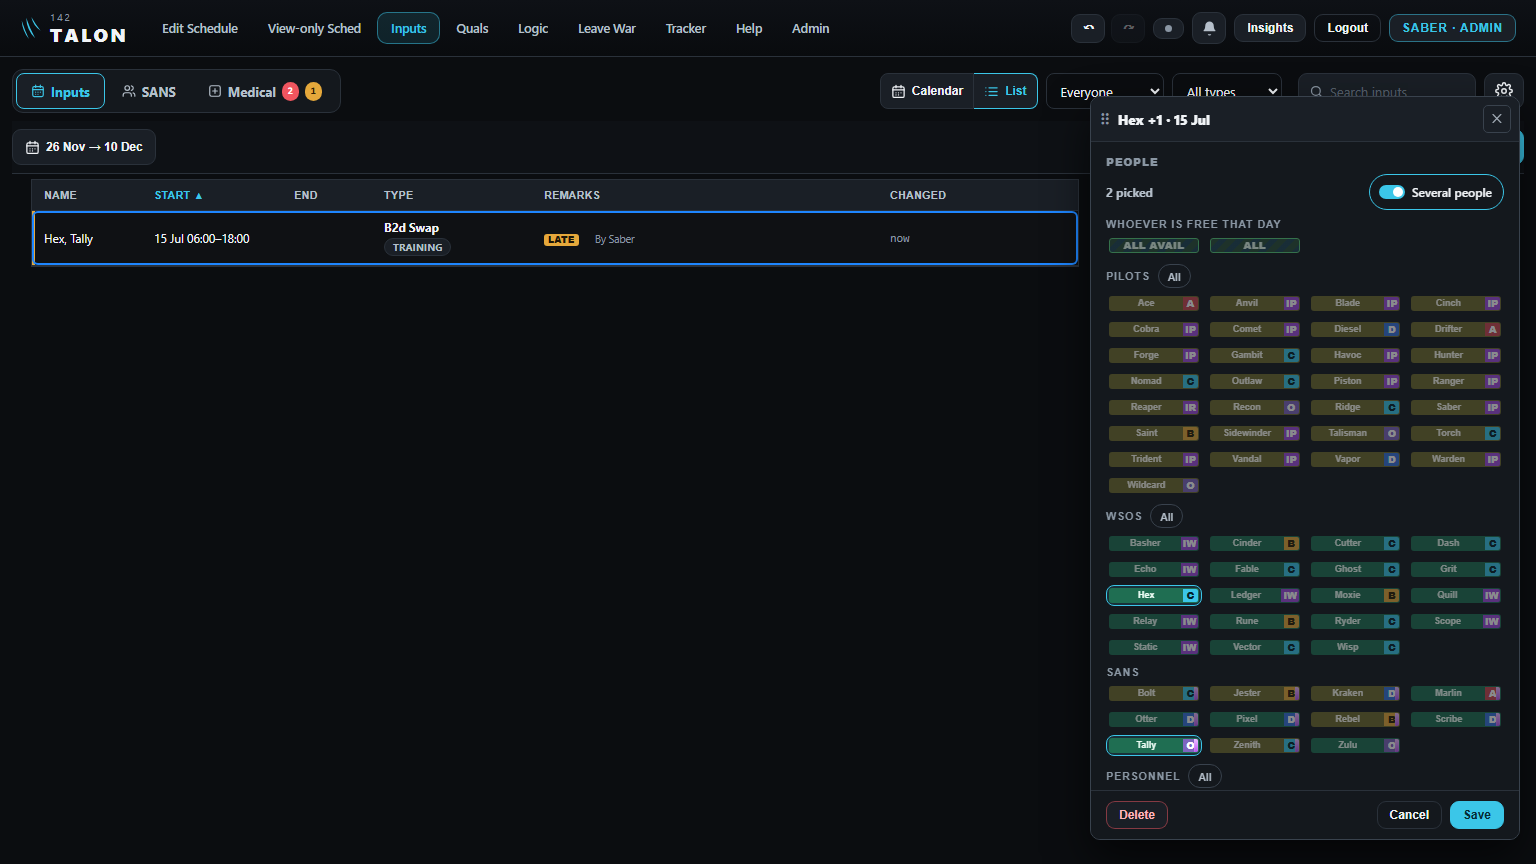 142
TALON
Edit Schedule
View-only Sched
Inputs
Quals
Logic
Leave War
Tracker
Help
Admin
Insights
Logout
SABER · ADMIN
Inputs
SANS
Medical 2 1
Calendar
List
Everyone
All types
Search inputs
26 Nov → 10 Dec
NAME START ▲ END TYPE REMARKS CHANGED
Hex, Tally 15 Jul 06:00–18:00 B2d Swap TRAINING LATE By Saber now
Hex +1 · 15 Jul
PEOPLE
2 picked
Several people
WHOEVER IS FREE THAT DAY
ALL AVAIL ALL
PILOTS All
Ace A Anvil IP Blade IP Cinch IP
Cobra IP Comet IP Diesel D Drifter A
Forge IP Gambit C Havoc IP Hunter IP
Nomad C Outlaw C Piston IP Ranger IP
Reaper IR Recon O Ridge C Saber IP
Saint B Sidewinder IP Talisman O Torch C
Trident IP Vandal IP Vapor D Warden IP
Wildcard O
WSOS All
Basher IW Cinder B Cutter C Dash C
Echo IW Fable C Ghost C Grit C
Hex C Ledger IW Moxie B Quill IW
Relay IW Rune B Ryder C Scope IW
Static IW Vector C Wisp C
SANS
Bolt C Jester B Kraken D Marlin A
Otter D Pixel D Rebel B Scribe D
Tally O Zenith C Zulu O
PERSONNEL All
Delete
Cancel
Save